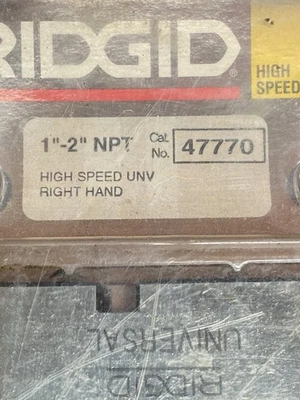 RIDGID
HIGH
SPEED
1"-2" NPT Cat. No. 47770
HIGH SPEED UNV
RIGHT HAND
RIDGID
UNIVERSAL